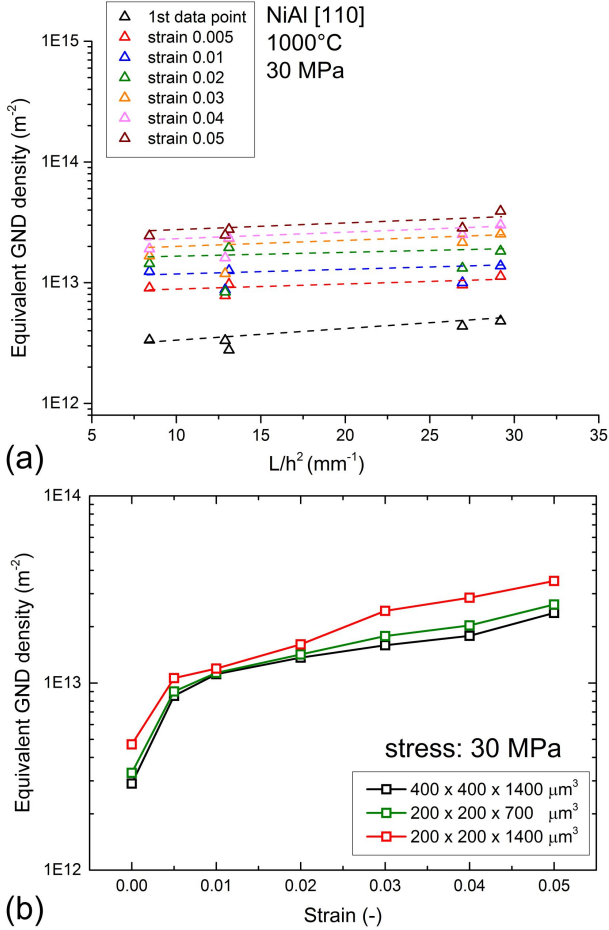 1E15
1E14
1E13
1E12
Equivalent GND density (m⁻²)
1st data point
strain 0.005
strain 0.01
strain 0.02
strain 0.03
strain 0.04
strain 0.05
NiAl [110]
1000°C
30 MPa
5 10 15 20 25 30 35
L/h² (mm⁻¹)
(a)
1E14
1E13
1E12
Equivalent GND density (m⁻²)
stress: 30 MPa
400 x 400 x 1400 μm³
200 x 200 x 700 μm³
200 x 200 x 1400 μm³
0.00 0.01 0.02 0.03 0.04 0.05
Strain (-)
(b)